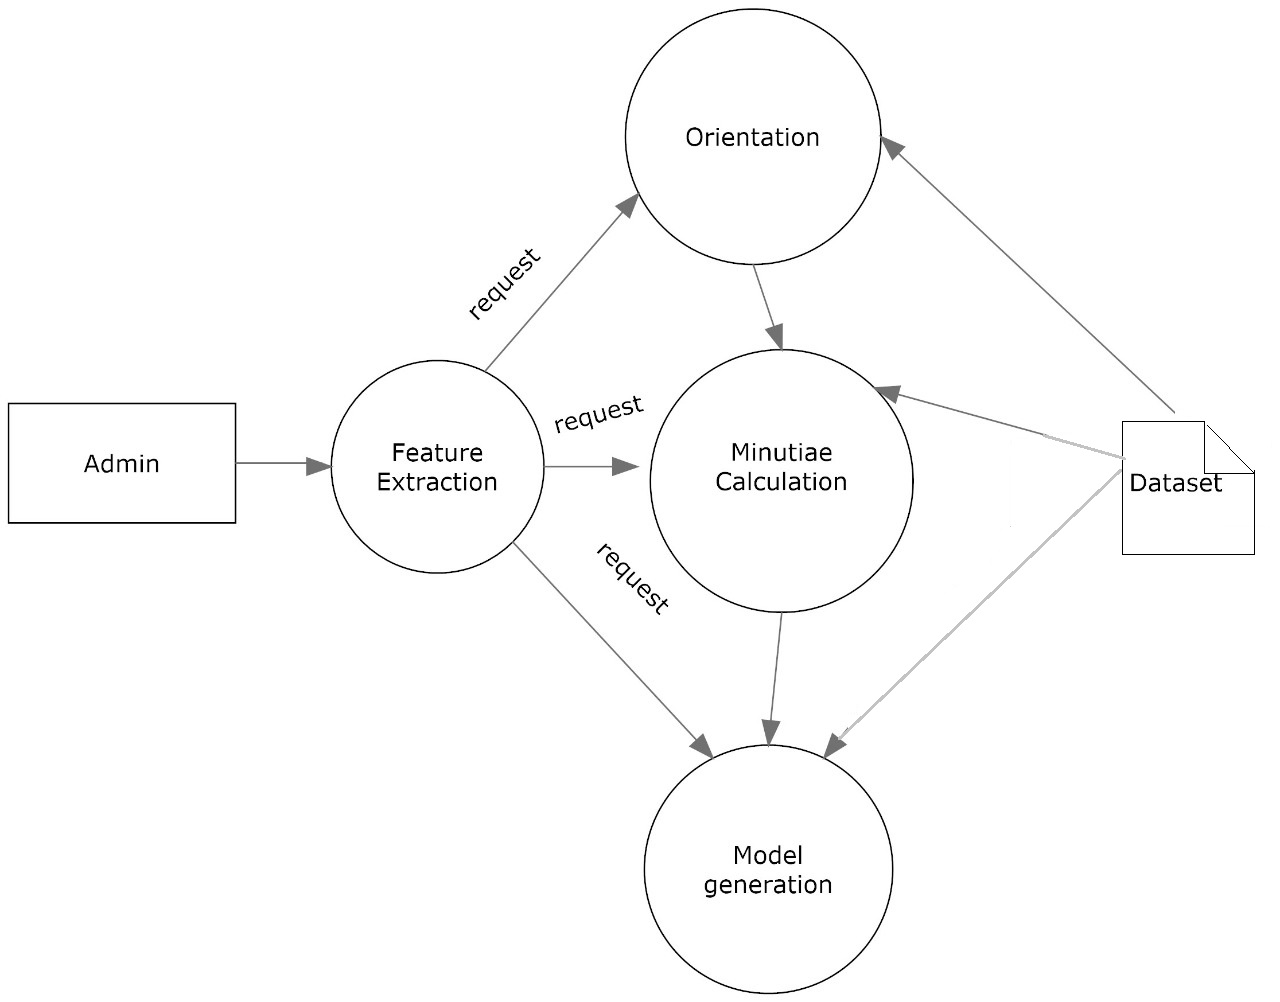 Orientation
request
request
Admin
Feature
Extraction
Minutiae
Calculation
Dataset
request
Model
generation